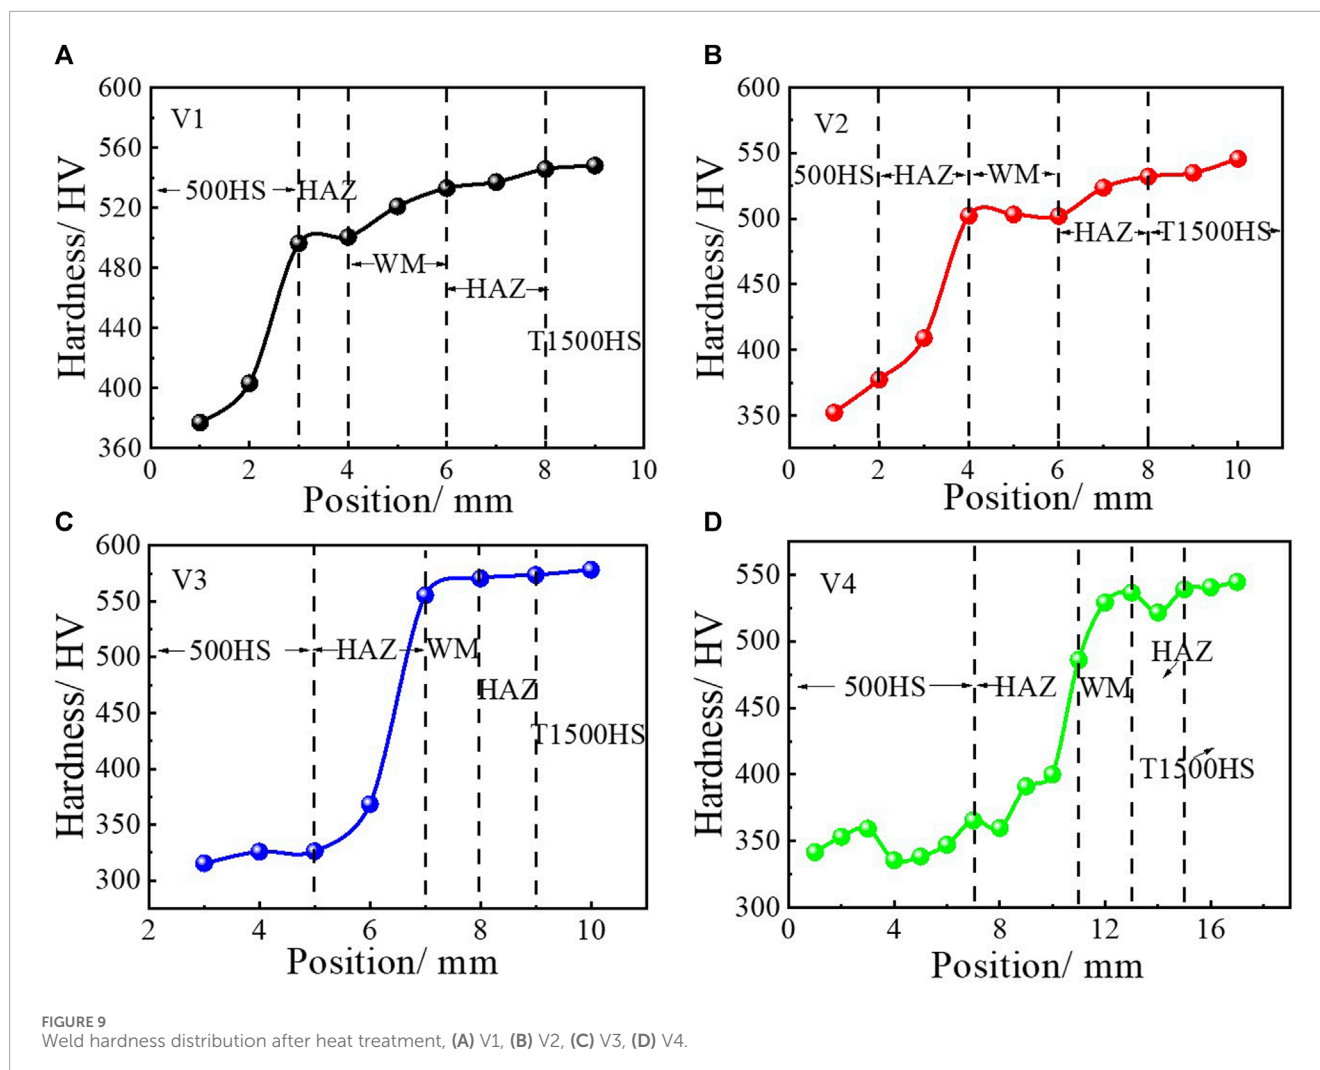 A
600
560
520
480
440
400
360
Hardness/ HV
V1
500HS
HAZ
WM
HAZ
T1500HS
0 2 4 6 8 10
Position/ mm
B
600
550
500
450
400
350
Hardness/ HV
V2
500HS HAZ WM
HAZ T1500HS
0 2 4 6 8 10
Position/ mm
C
600
550
500
450
400
350
300
Hardness/ HV
V3
500HS HAZ WM
HAZ
T1500HS
2 4 6 8 10
Position/ mm
D
550
500
450
400
350
300
Hardness/ HV
V4
HAZ
500HS HAZ WM
T1500HS
0 4 8 12 16
Position/ mm
FIGURE 9
Weld hardness distribution after heat treatment, (A) V1, (B) V2, (C) V3, (D) V4.